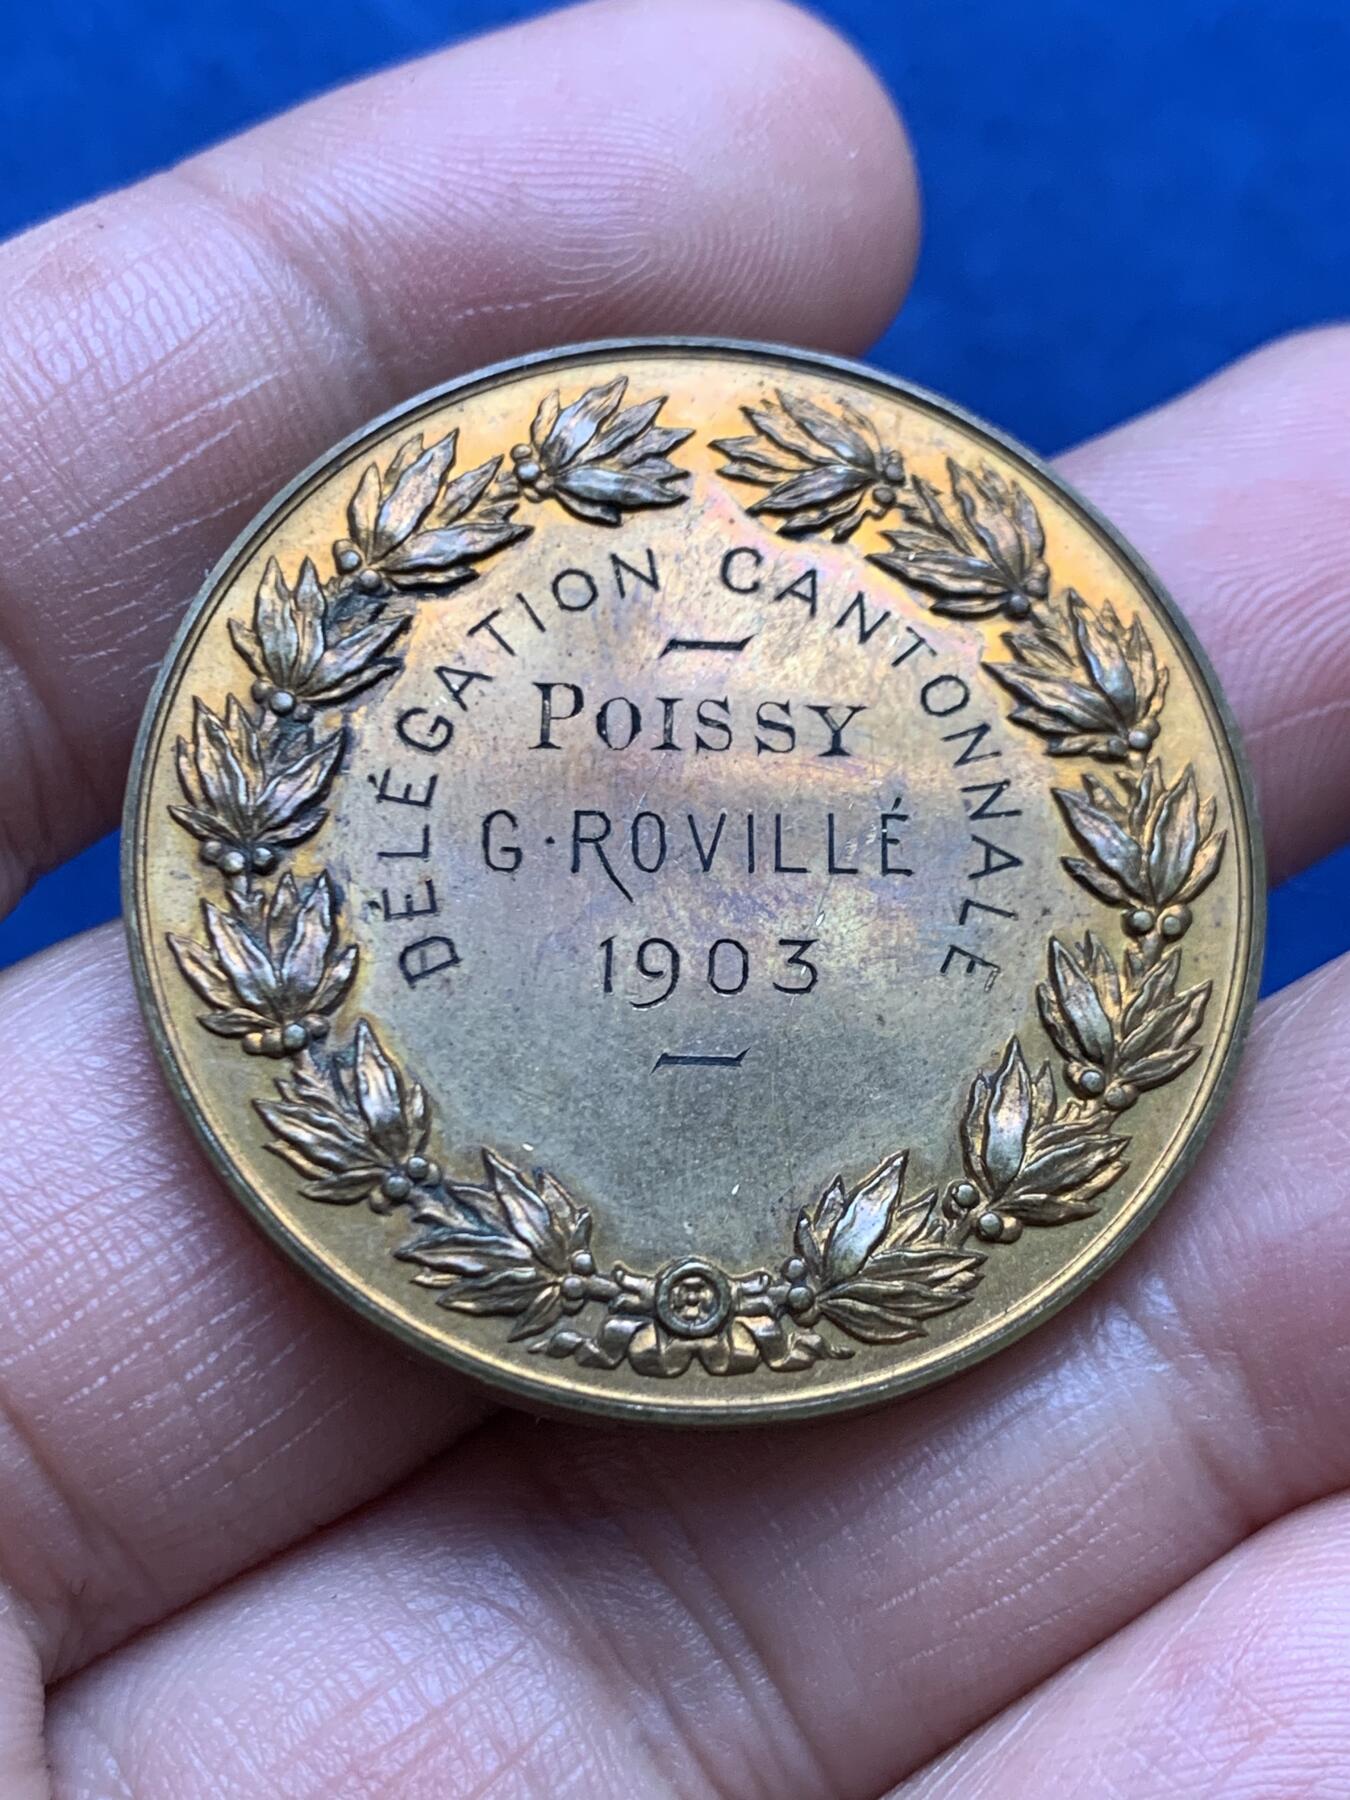 DÉLÉGATION CANTONNALE
POISSY
G·ROVILLÉ
1903